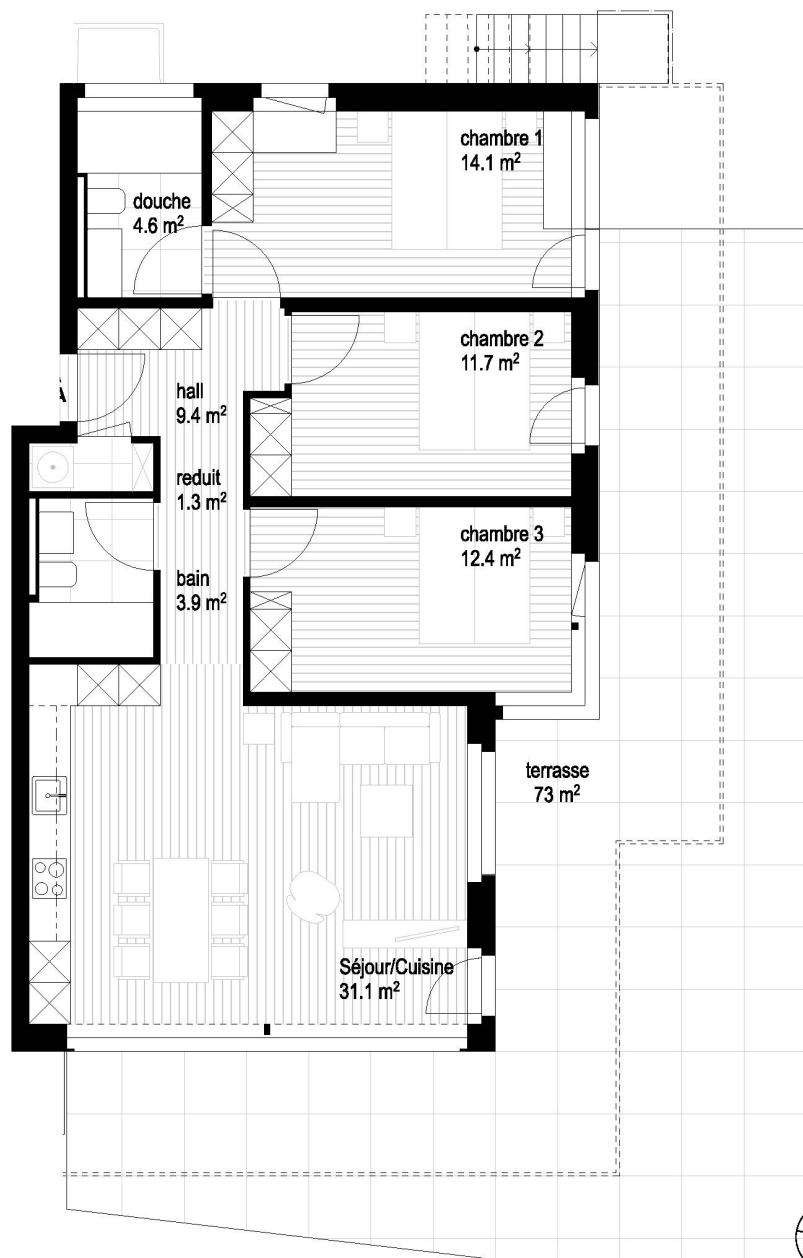 chambre 1
14.1 m²
douche
4.6 m²
chambre 2
11.7 m²
hall
9.4 m²
reduit
1.3 m²
chambre 3
12.4 m²
bain
3.9 m²
terrasse
73 m²
Séjour/Cuisine
31.1 m²